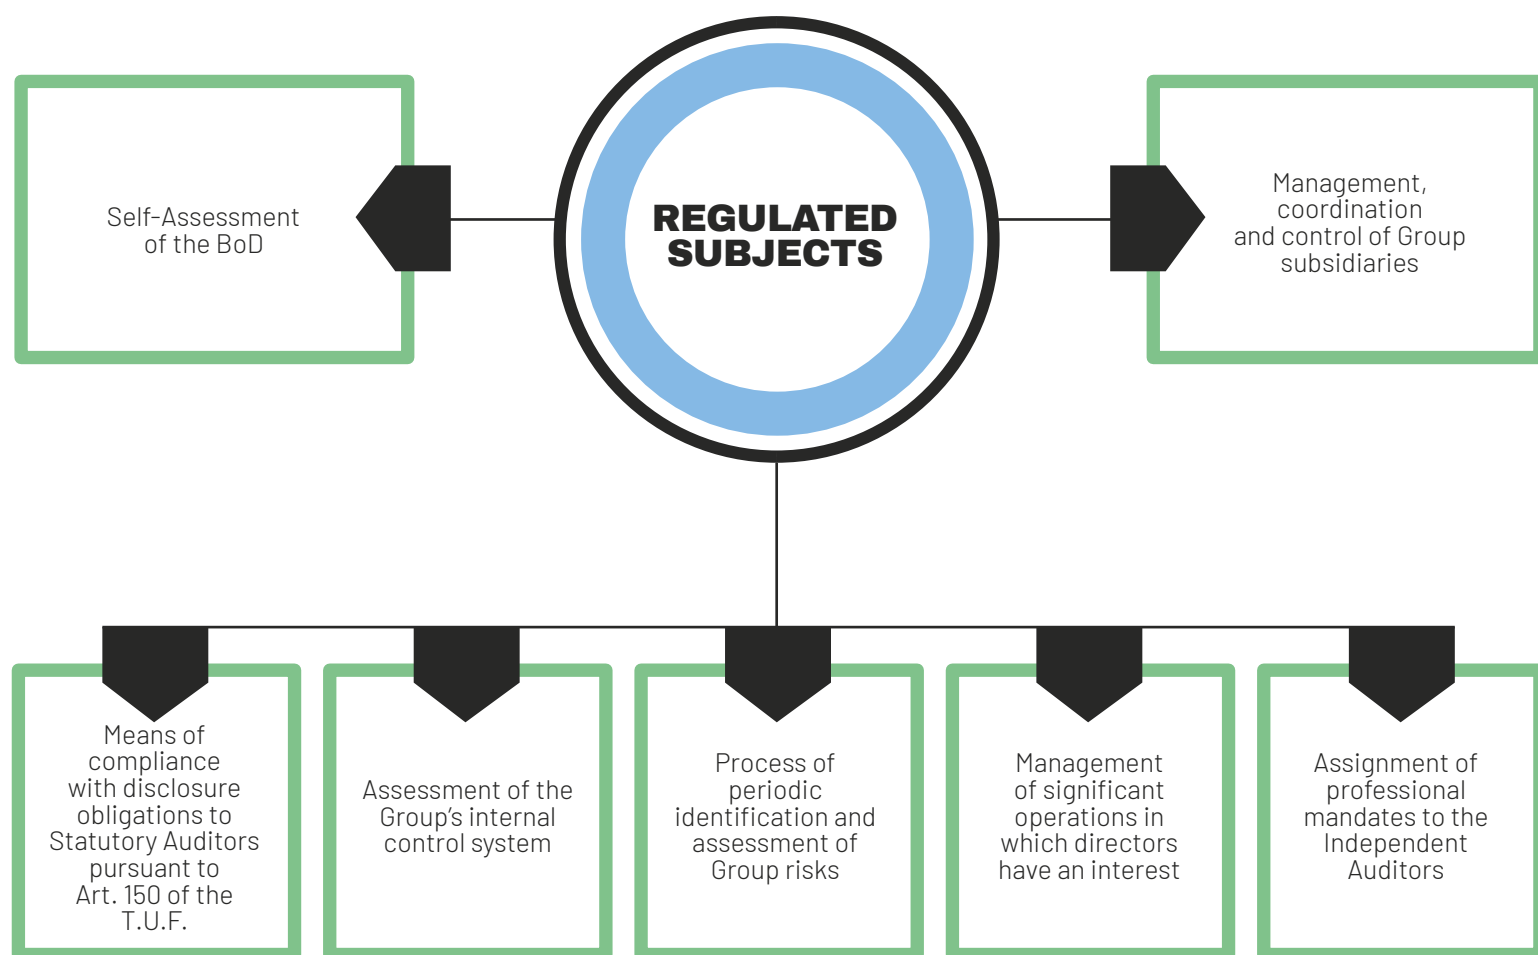 REGULATED
SUBJECTS
Self-Assessment
of the BoD
Management,
coordination
and control of Group
subsidiaries
Means of
compliance
with disclosure
obligations to
Statutory Auditors
pursuant to
Art. 150 of the
T.U.F.
Assessment of the
Group’s internal
control system
Process of
periodic
identification and
assessment of
Group risks
Management
of significant
operations in
which directors
have an interest
Assignment of
professional
mandates to the
Independent
Auditors